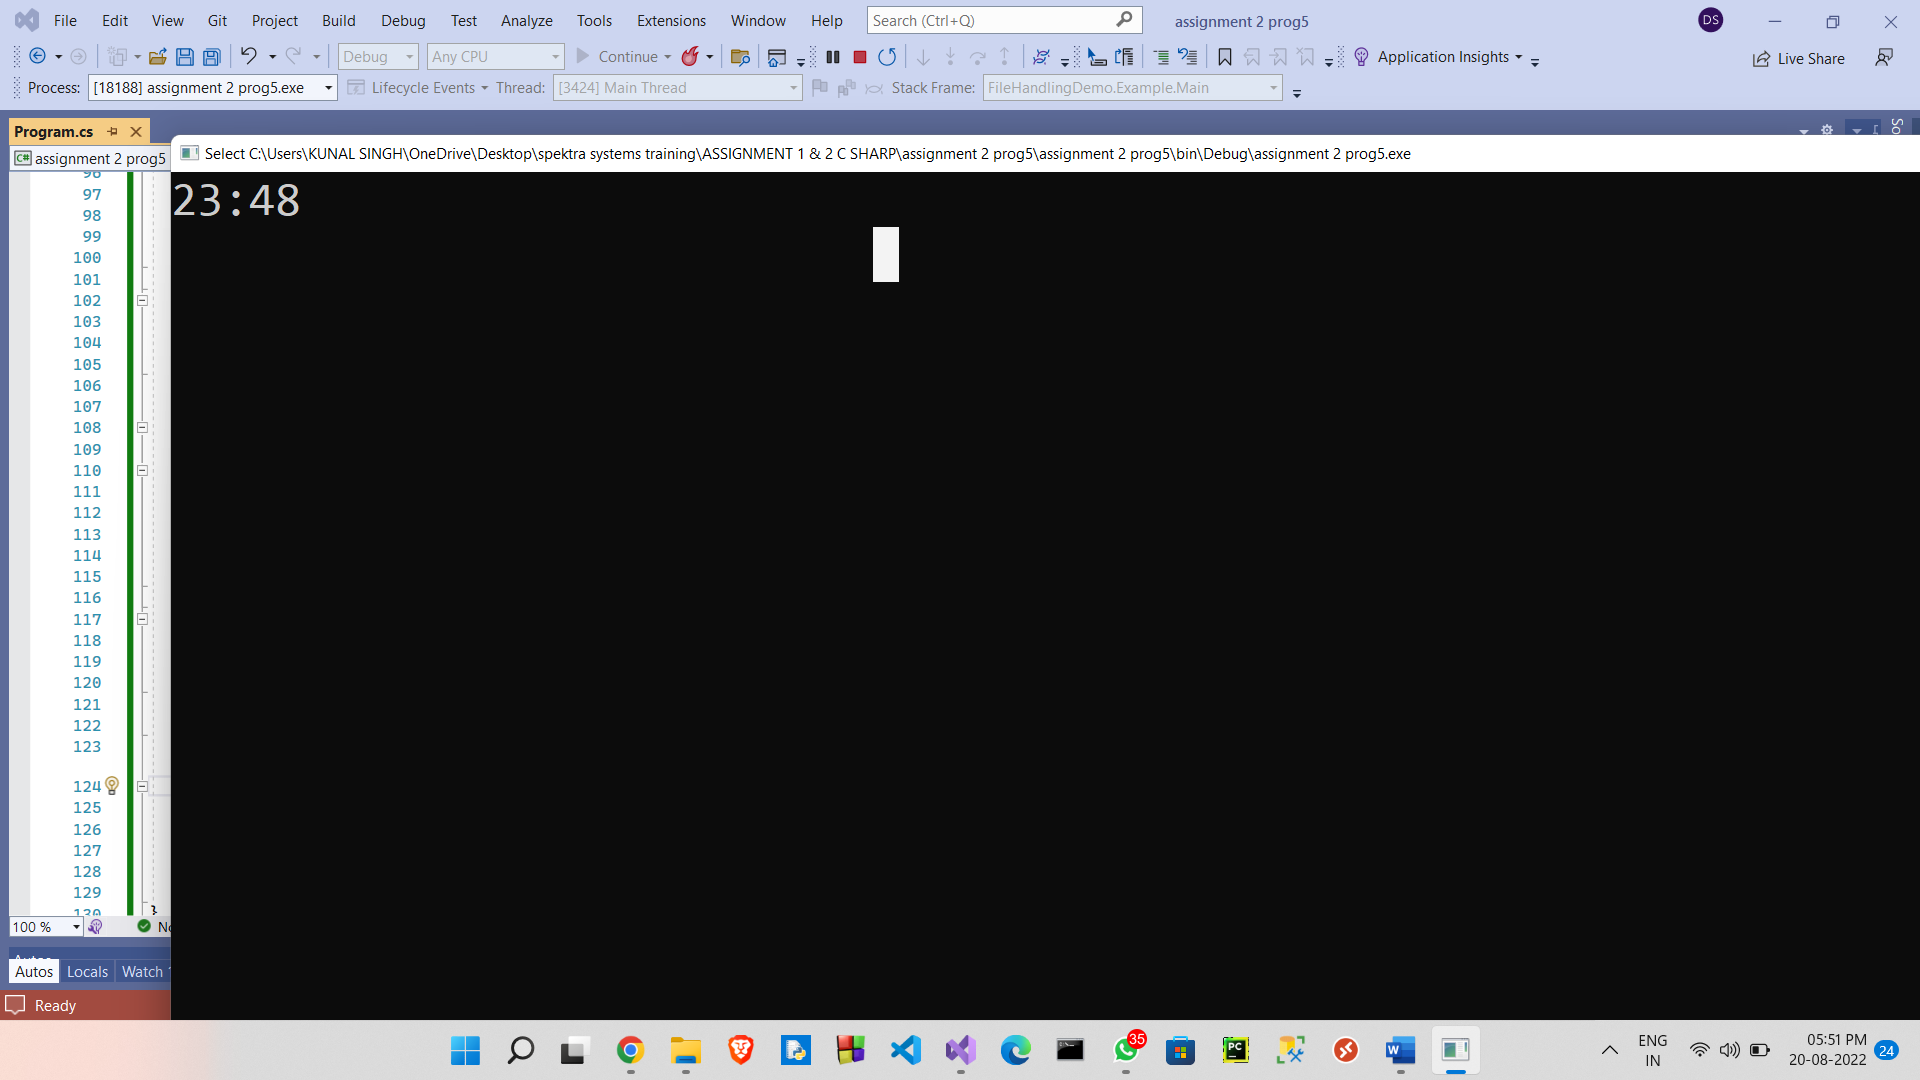 File Edit View Git Project Build Debug Test Analyze Tools Extensions Window Help Search (Ctrl+Q) assignment 2 prog5 DS
Debug Any CPU Continue Application Insights Live Share
Process: [18188] assignment 2 prog5.exe Lifecycle Events Thread: [3424] Main Thread Stack Frame: FileHandlingDemo.Example.Main
Program.cs
C# assignment 2 prog5
Select C:\Users\KUNAL SINGH\OneDrive\Desktop\spektra systems training\ASSIGNMENT 1 & 2 C SHARP\assignment 2 prog5\assignment 2 prog5\bin\Debug\assignment 2 prog5.exe
23:48
96
97
98
99
100
101
102
103
104
105
106
107
108
109
110
111
112
113
114
115
116
117
118
119
120
121
122
123
124
125
126
127
128
129
130 }
100 % No
Autos
Autos Locals Watch 1
Ready
35
PC
ENG
IN
05:51 PM
20-08-2022
24